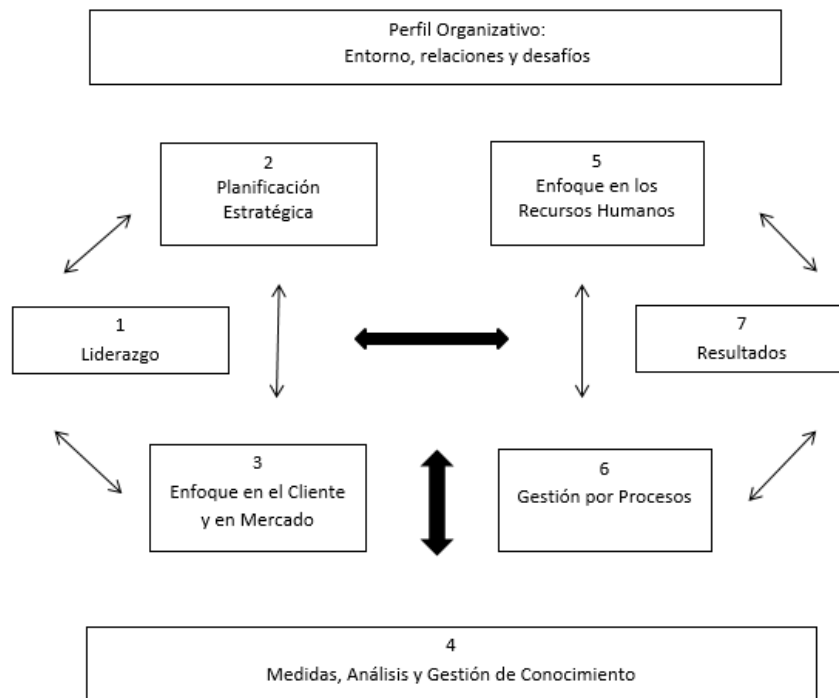 Perfil Organizativo:
Entorno, relaciones y desafíos
2
Planificación
Estratégica
5
Enfoque en los
Recursos Humanos
1
Liderazgo
7
Resultados
3
Enfoque en el Cliente
y en Mercado
6
Gestión por Procesos
4
Medidas, Análisis y Gestión de Conocimiento